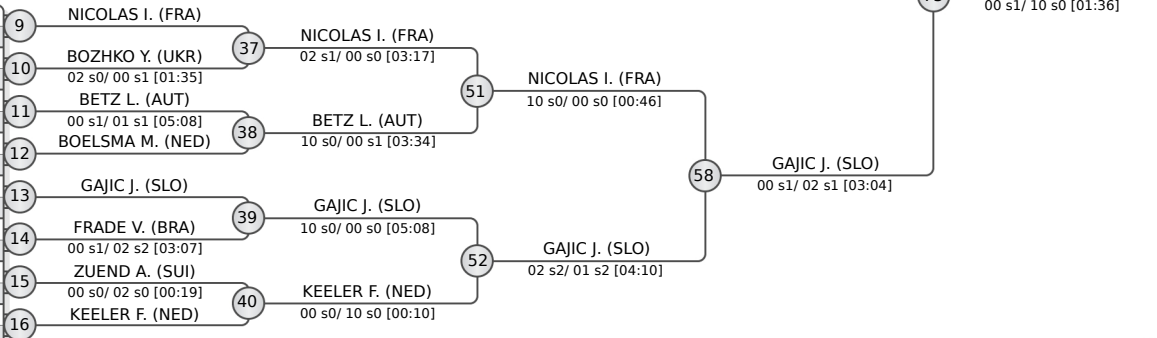 00 s1/ 10 s0 [01:36]
9
NICOLAS I. (FRA)
37
NICOLAS I. (FRA)
02 s1/ 00 s0 [03:17]
10
BOZHKO Y. (UKR)
02 s0/ 00 s1 [01:35]
51
NICOLAS I. (FRA)
10 s0/ 00 s0 [00:46]
11
BETZ L. (AUT)
00 s1/ 01 s1 [05:08]
38
BETZ L. (AUT)
10 s0/ 00 s1 [03:34]
12
BOELSMA M. (NED)
58
GAJIC J. (SLO)
00 s1/ 02 s1 [03:04]
13
GAJIC J. (SLO)
39
GAJIC J. (SLO)
10 s0/ 00 s0 [05:08]
14
FRADE V. (BRA)
00 s1/ 02 s2 [03:07]
52
GAJIC J. (SLO)
02 s2/ 01 s2 [04:10]
15
ZUEND A. (SUI)
00 s0/ 02 s0 [00:19]
40
KEELER F. (NED)
00 s0/ 10 s0 [00:10]
16
KEELER F. (NED)